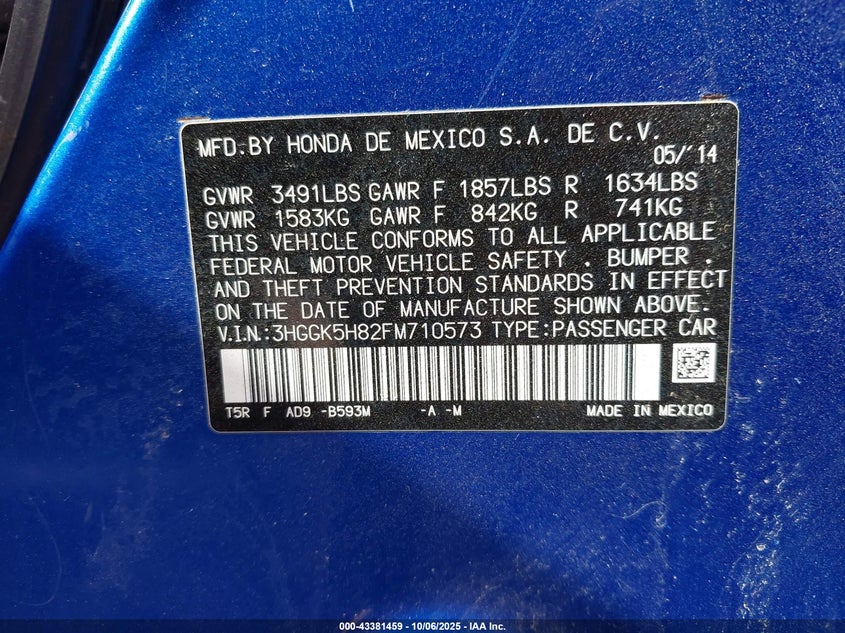 MFD.BY HONDA DE MEXICO S.A. DE C.V.
05/'14
GVWR 3491LBS GAWR F 1857LBS R 1634LBS
GVWR 1583KG GAWR F 842KG R 741KG
THIS VEHICLE CONFORMS TO ALL APPLICABLE
FEDERAL MOTOR VEHICLE SAFETY . BUMPER .
AND THEFT PREVENTION STANDARDS IN EFFECT
ON THE DATE OF MANUFACTURE SHOWN ABOVE.
V.I.N.:3HGGK5H82FM710573 TYPE:PASSENGER CAR
T5R F AD9 -B593M -A -M MADE IN MEXICO
000-43381459 - 10/06/2025 - IAA Inc.